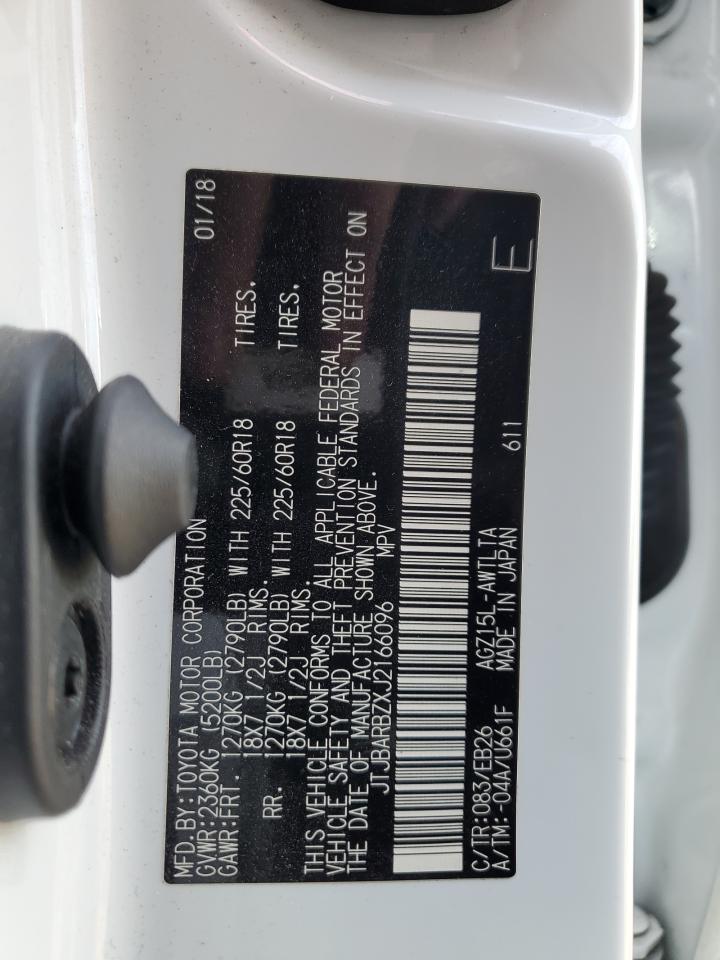 MFD.BY:TOYOTA MOTOR CORPORATION 01/18
GVWR:2360KG (5200LB)
GAWR:FRT. 1270KG (2790LB) WITH 225/60R18 TIRES.
18X7 1/2J RIMS.
RR. 1270KG (2790LB) WITH 225/60R18 TIRES.
18X7 1/2J RIMS.
THIS VEHICLE CONFORMS TO ALL APPLICABLE FEDERAL MOTOR
VEHICLE SAFETY AND THEFT PREVENTION STANDARDS IN EFFECT ON
THE DATE OF MANUFACTURE SHOWN ABOVE.
JTJBARBZXJ2166096 MPV
C/TR:083/EB26 AGZ15L-AWTLTA 611
A/TM:-04A/U661F MADE IN JAPAN
E